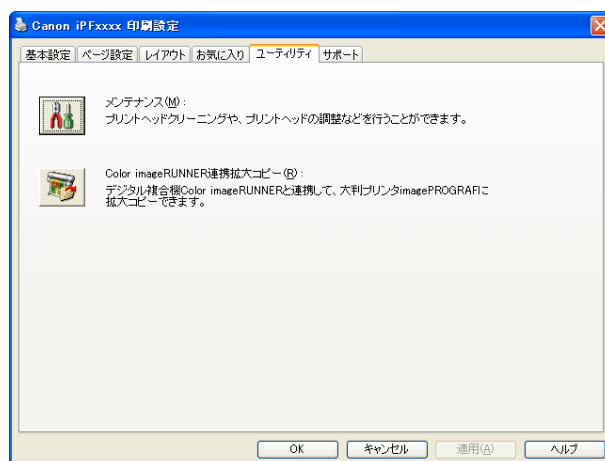 Canon iPFxxxx 印刷設定
基本設定 ページ設定 レイアウト お気に入り ユーティリティ サポート
メンテナンス(M) :
プリントヘッドクリーニングや、プリントヘッドの調整などを行うことができます。
Color imageRUNNER連携拡大コピー(R) :
デジタル複合機Color imageRUNNERと連携して、大判プリンタimagePROGRAFに
拡大コピーできます。
OK キャンセル 適用(A) ヘルプ